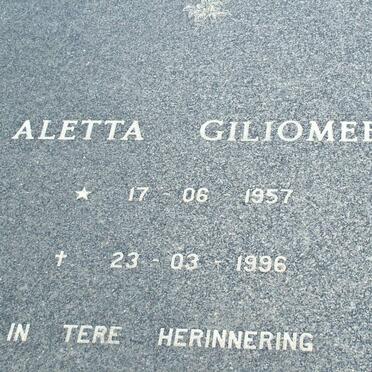 ALETTA GILIOMEE
★ 17 - 06 - 1957
✝ 23 - 03 - 1996
IN TERE HERINNERING